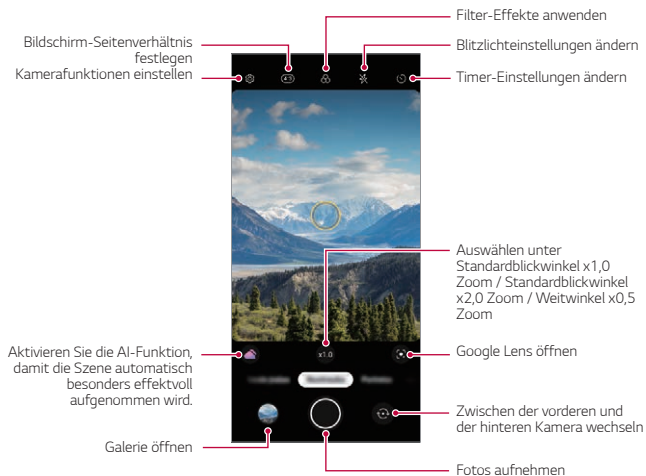 Filter-Effekte anwenden
Bildschirm-Seitenverhältnis
festlegen
Blitzlichteinstellungen ändern
Kamerafunktionen einstellen
Timer-Einstellungen ändern
Auswählen unter
Standardblickwinkel x1,0
Zoom / Standardblickwinkel
x2,0 Zoom / Weitwinkel x0,5
Zoom
x1.0
Aktivieren Sie die AI-Funktion,
damit die Szene automatisch
besonders effektvoll
aufgenommen wird.
Google Lens öffnen
Zwischen der vorderen und
der hinteren Kamera wechseln
Galerie öffnen
Fotos aufnehmen